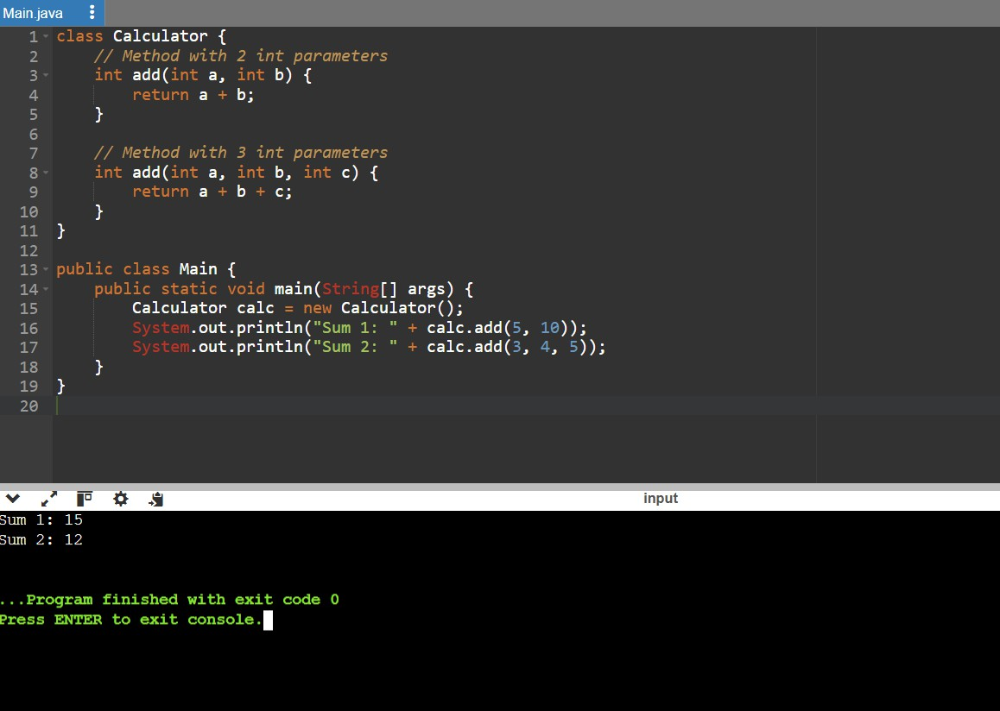 Main.java
1 class Calculator {
2     // Method with 2 int parameters
3     int add(int a, int b) {
4         return a + b;
5     }
6
7     // Method with 3 int parameters
8     int add(int a, int b, int c) {
9         return a + b + c;
10     }
11 }
12
13 public class Main {
14     public static void main(String[] args) {
15         Calculator calc = new Calculator();
16         System.out.println("Sum 1: " + calc.add(5, 10));
17         System.out.println("Sum 2: " + calc.add(3, 4, 5));
18     }
19 }
20
input
Sum 1: 15
Sum 2: 12
...Program finished with exit code 0
Press ENTER to exit console.